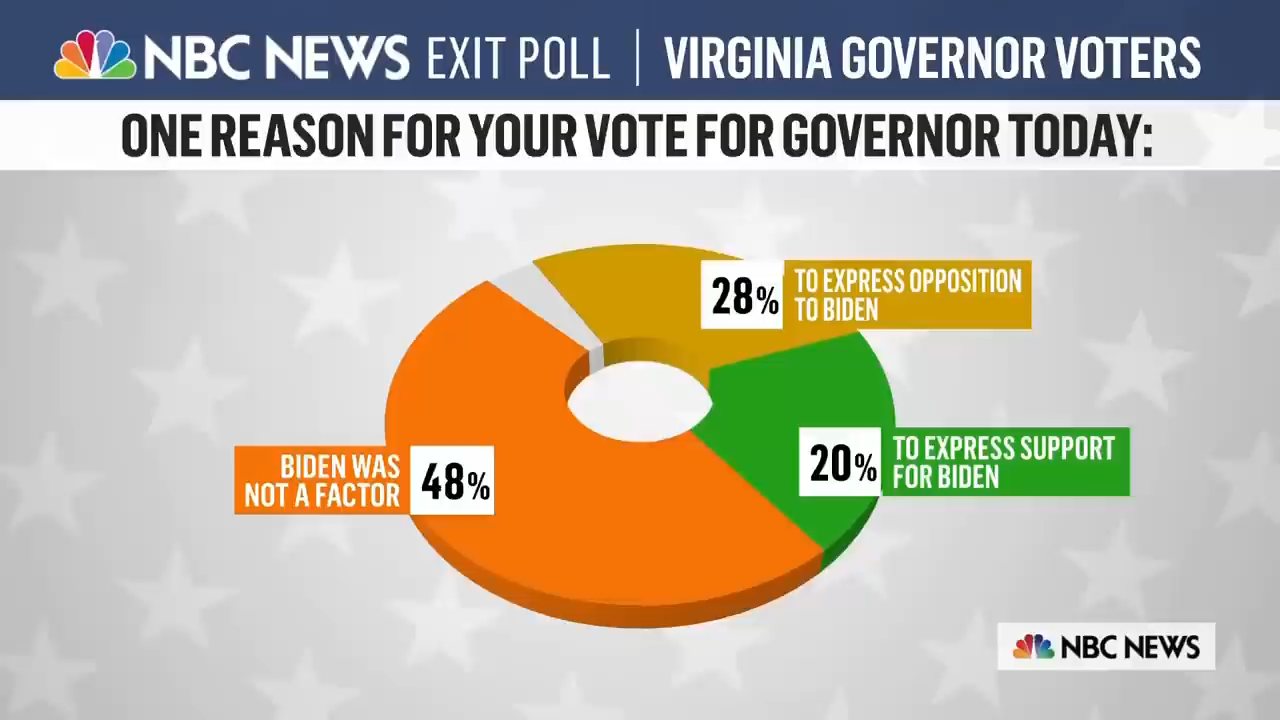 NBC NEWS EXIT POLL | VIRGINIA GOVERNOR VOTERS
ONE REASON FOR YOUR VOTE FOR GOVERNOR TODAY:
28% TO EXPRESS OPPOSITION
TO BIDEN
20% TO EXPRESS SUPPORT
FOR BIDEN
BIDEN WAS
NOT A FACTOR 48%
NBC NEWS